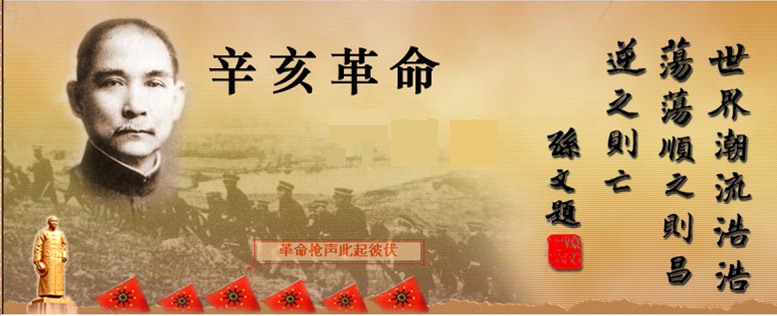 辛亥革命
世界潮流浩浩
蕩蕩順之則昌
逆之則亡
孫文題
革命枪声此起彼伏